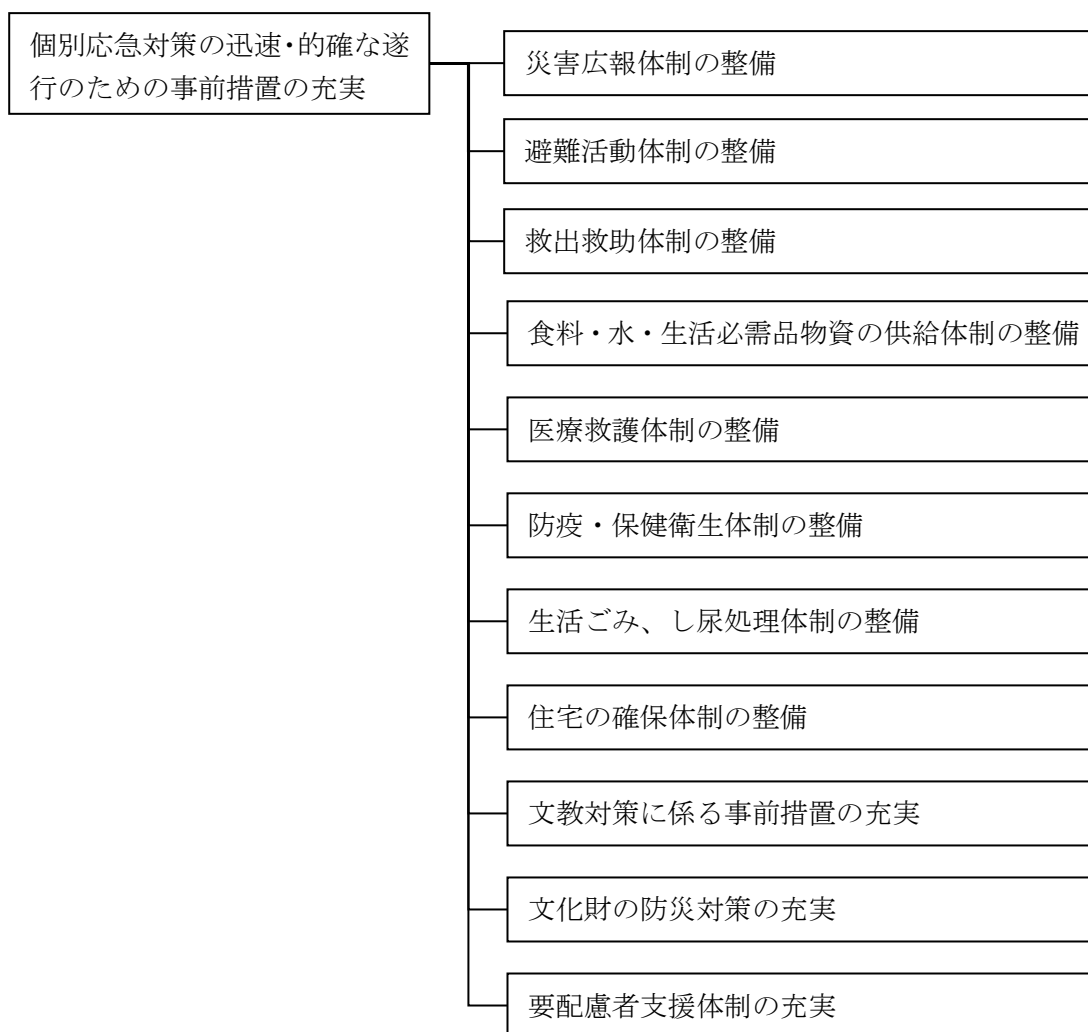 個別応急対策の迅速・的確な遂
行のための事前措置の充実
災害広報体制の整備
避難活動体制の整備
救出救助体制の整備
食料・水・生活必需品物資の供給体制の整備
医療救護体制の整備
防疫・保健衛生体制の整備
生活ごみ、し尿処理体制の整備
住宅の確保体制の整備
文教対策に係る事前措置の充実
文化財の防災対策の充実
要配慮者支援体制の充実